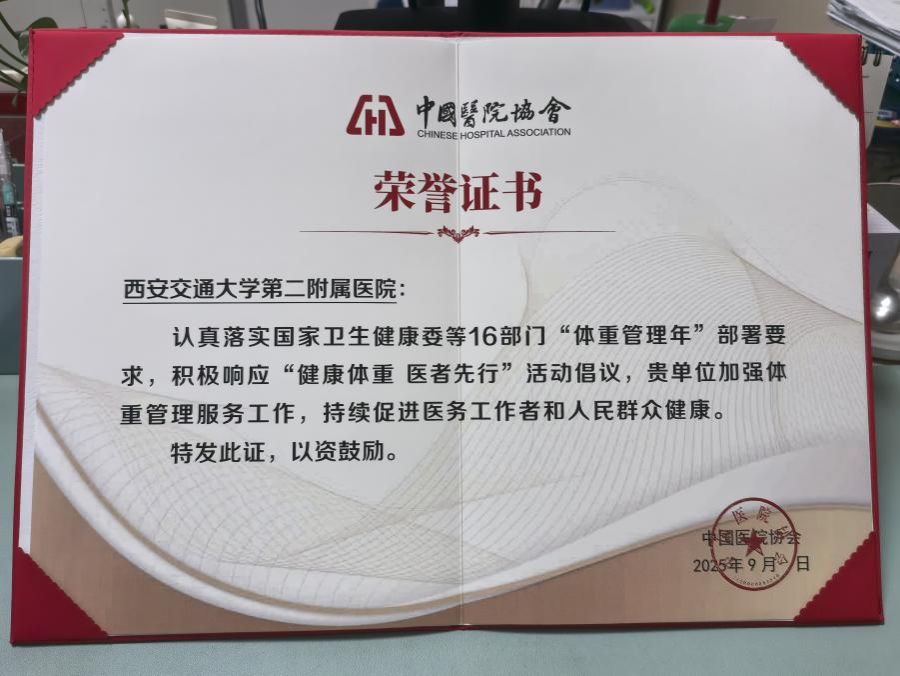 中國醫院協會
CHINESE HOSPITAL ASSOCIATION
荣誉证书
西安交通大学第二附属医院：
认真落实国家卫生健康委等16部门“体重管理年”部署要
求，积极响应“健康体重 医者先行”活动倡议，贵单位加强体
重管理服务工作，持续促进医务工作者和人民群众健康。
特发此证，以资鼓励。
中国医院协会
2025年9月 日